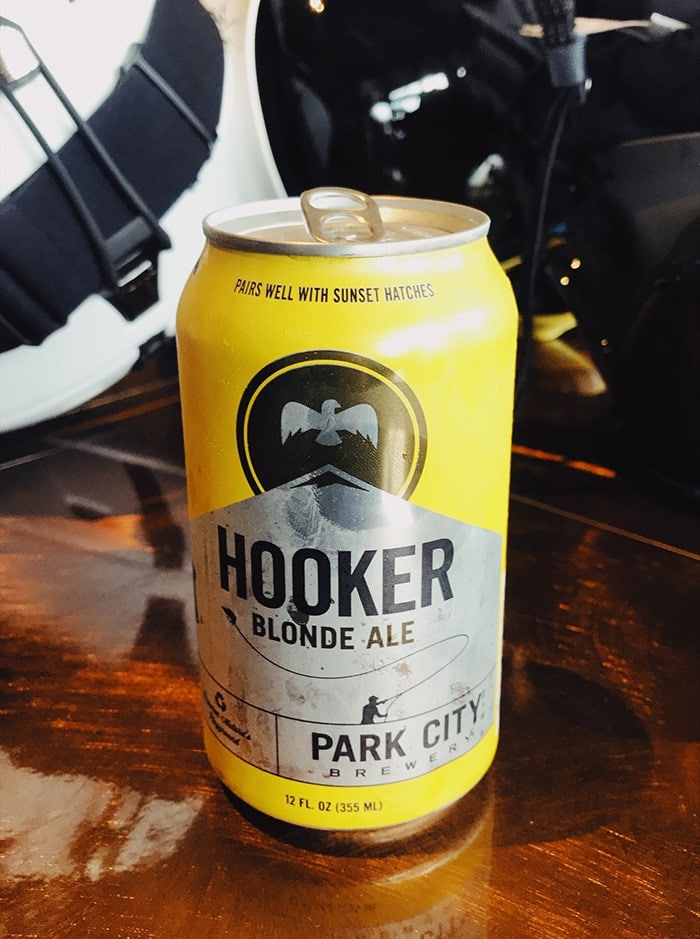 PAIRS WELL WITH SUNSET HATCHES
HOOKER
BLONDE ALE
PARK CITY
BREWERY
12 FL. OZ (355 ML)